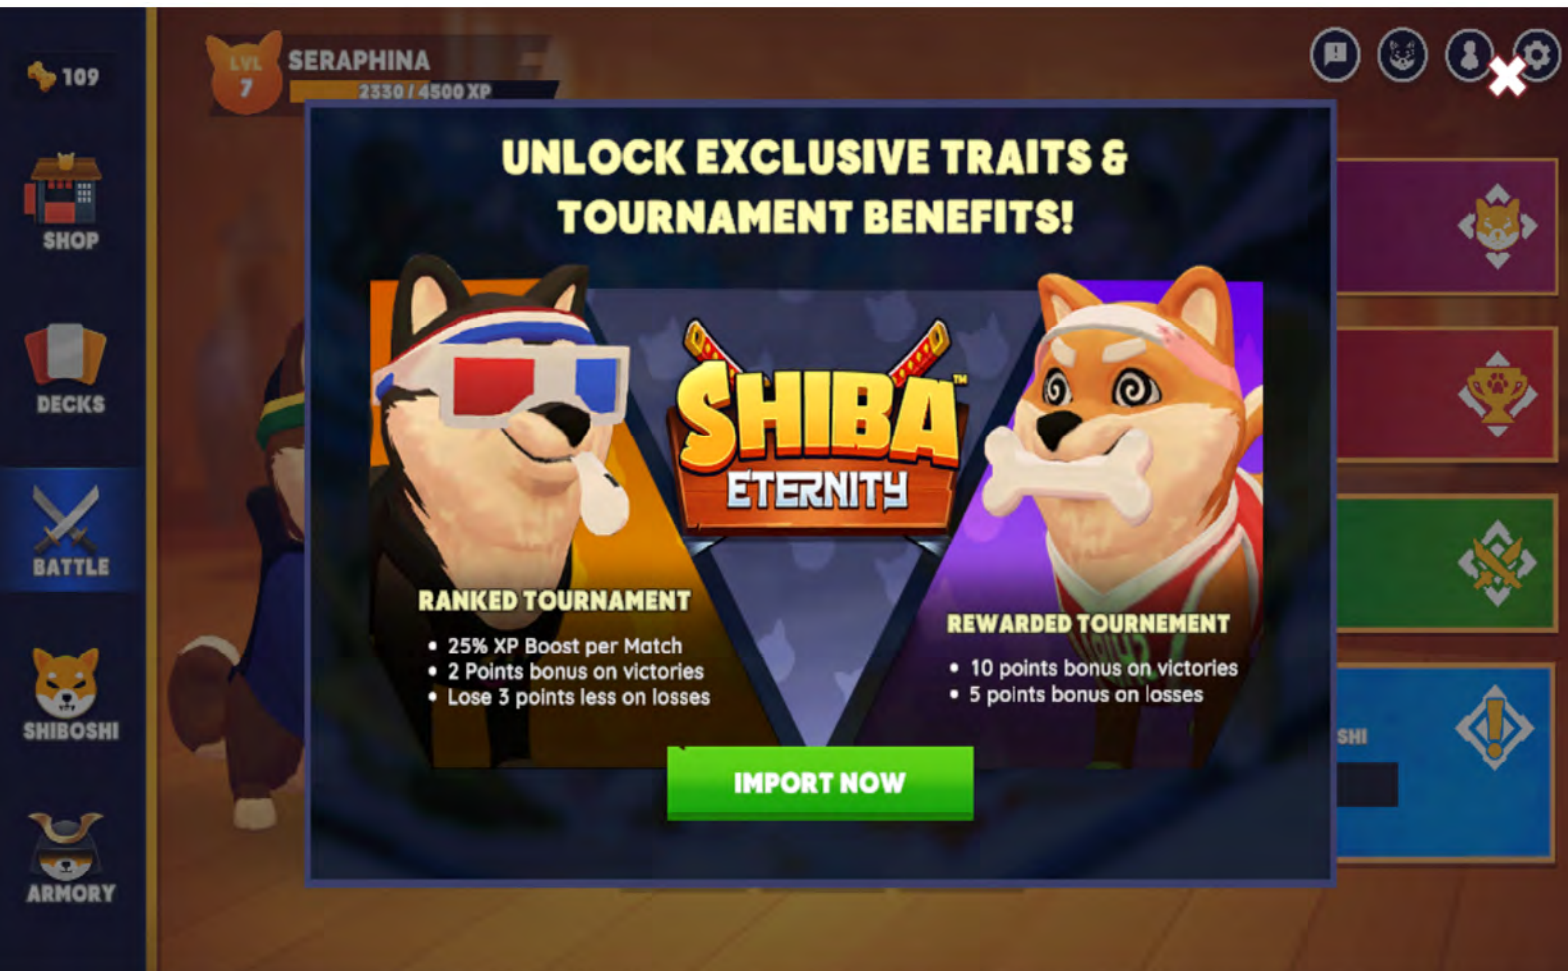 109
LVL
7
SERAPHINA
2330 / 4500 XP
SHOP
DECKS
BATTLE
SHIBOSHI
ARMORY
UNLOCK EXCLUSIVE TRAITS &
TOURNAMENT BENEFITS!
SHIBA™
ETERNITY
RANKED TOURNAMENT
• 25% XP Boost per Match
• 2 Points bonus on victories
• Lose 3 points less on losses
REWARDED TOURNEMENT
• 10 points bonus on victories
• 5 points bonus on losses
IMPORT NOW
SHI